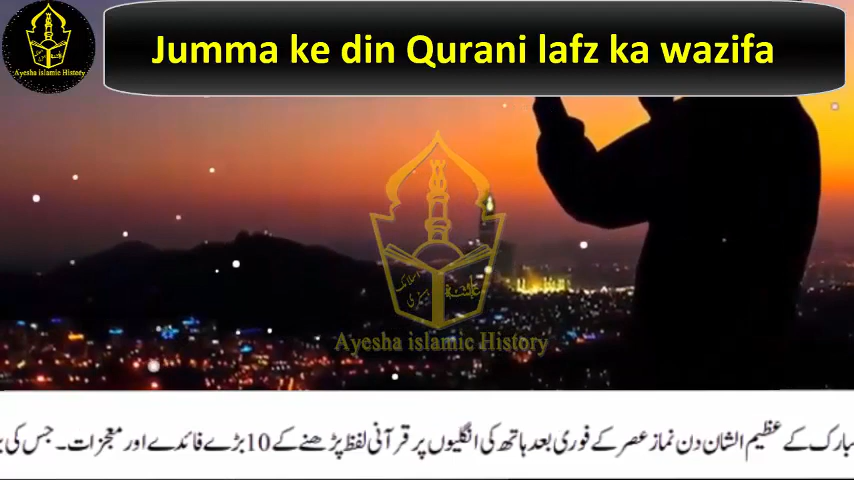 Jumma ke din Qurani lafz ka wazifa
Ayesha islamic History
Ayesha islamic History
مبارک کے عظیم الشان دن نماز عصر کے فوری بعد ہاتھ کی انگلیوں پر قرآنی لفظ پڑھنے کے 10 بڑے فائدے اور معجزات۔ جس کی